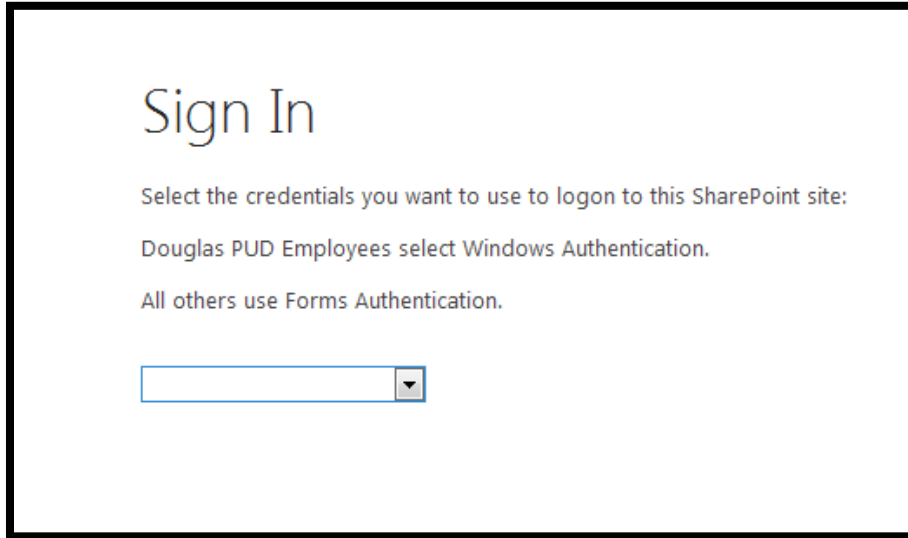 Sign In
Select the credentials you want to use to logon to this SharePoint site:
Douglas PUD Employees select Windows Authentication.
All others use Forms Authentication.